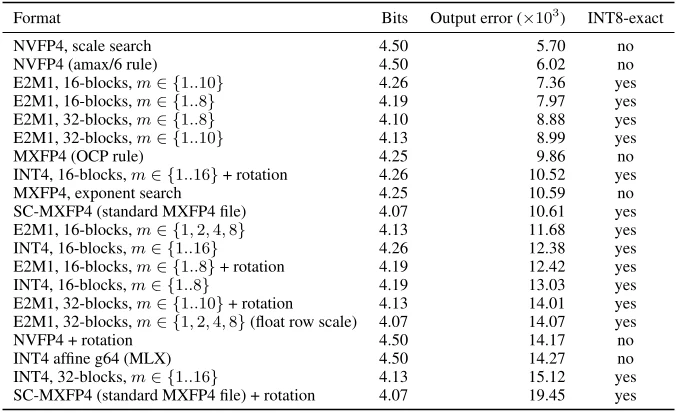 Format Bits Output error (×10³) INT8-exact
NVFP4, scale search 4.50 5.70 no
NVFP4 (amax/6 rule) 4.50 6.02 no
E2M1, 16-blocks, m ∈ {1..10} 4.26 7.36 yes
E2M1, 16-blocks, m ∈ {1..8} 4.19 7.97 yes
E2M1, 32-blocks, m ∈ {1..8} 4.10 8.88 yes
E2M1, 32-blocks, m ∈ {1..10} 4.13 8.99 yes
MXFP4 (OCP rule) 4.25 9.86 no
INT4, 16-blocks, m ∈ {1..16} + rotation 4.26 10.52 yes
MXFP4, exponent search 4.25 10.59 no
SC-MXFP4 (standard MXFP4 file) 4.07 10.61 yes
E2M1, 16-blocks, m ∈ {1, 2, 4, 8} 4.13 11.68 yes
INT4, 16-blocks, m ∈ {1..16} 4.26 12.38 yes
E2M1, 16-blocks, m ∈ {1..8} + rotation 4.19 12.42 yes
INT4, 16-blocks, m ∈ {1..8} 4.19 13.03 yes
E2M1, 32-blocks, m ∈ {1..10} + rotation 4.13 14.01 yes
E2M1, 32-blocks, m ∈ {1, 2, 4, 8} (float row scale) 4.07 14.07 yes
NVFP4 + rotation 4.50 14.17 no
INT4 affine g64 (MLX) 4.50 14.27 no
INT4, 32-blocks, m ∈ {1..16} 4.13 15.12 yes
SC-MXFP4 (standard MXFP4 file) + rotation 4.07 19.45 yes